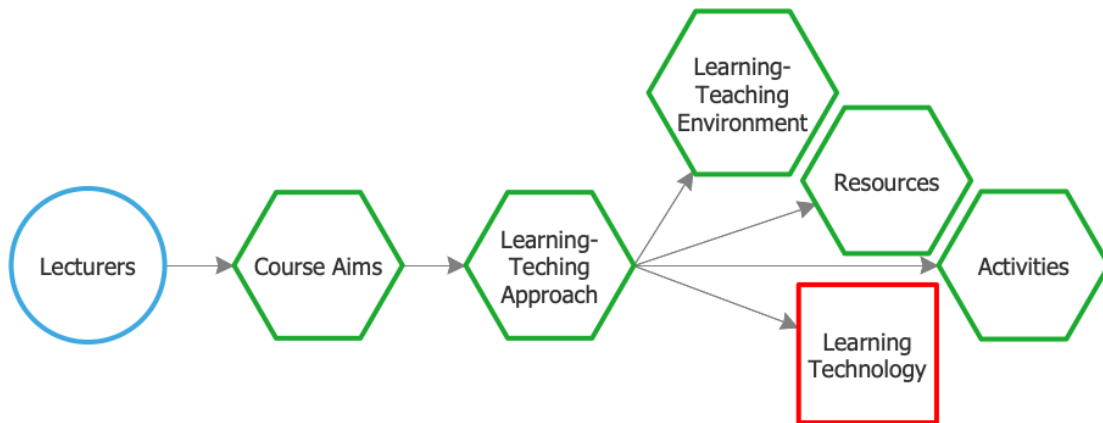 Lecturers
Course Aims
Learning-
Teching
Approach
Learning-
Teaching
Environment
Resources
Activities
Learning
Technology